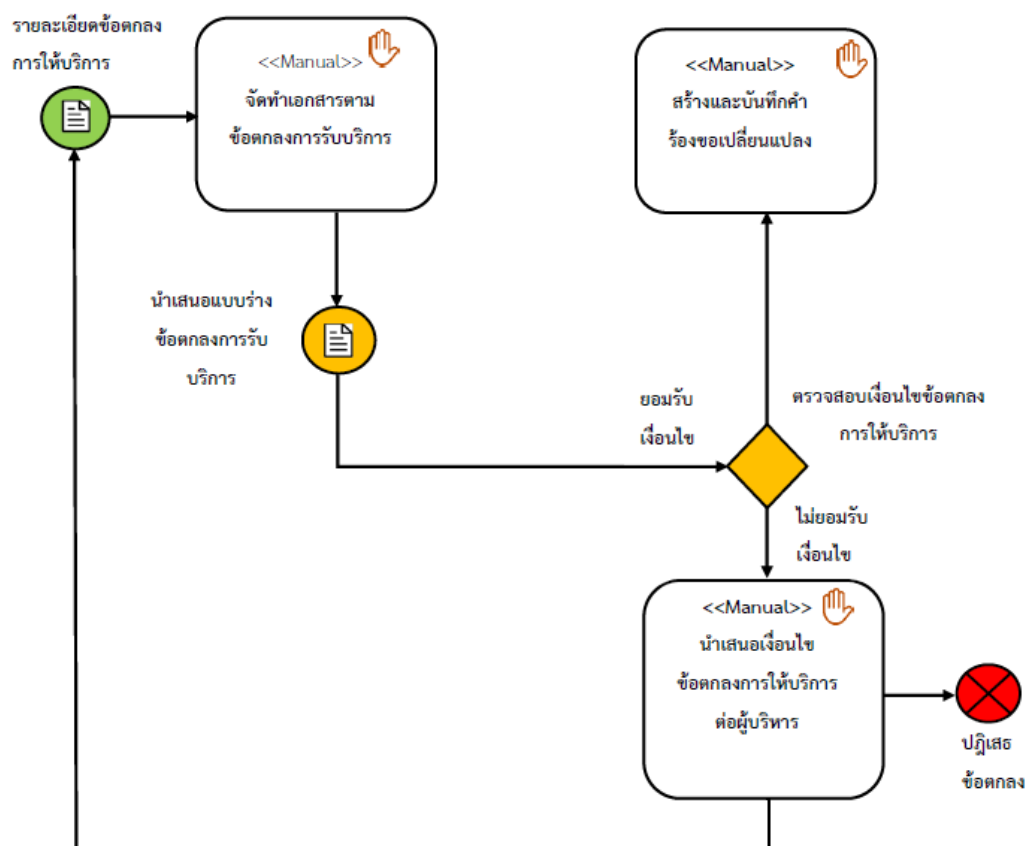 รายละเอียดข้อตกลง
การให้บริการ
<<Manual>>
จัดทำเอกสารตาม
ข้อตกลงการรับบริการ
<<Manual>>
สร้างและบันทึกคำ
ร้องขอเปลี่ยนแปลง
นำเสนอแบบร่าง
ข้อตกลงการรับ
บริการ
ยอมรับ
เงื่อนไข
ตรวจสอบเงื่อนไขข้อตกลง
การให้บริการ
ไม่ยอมรับ
เงื่อนไข
<<Manual>>
นำเสนอเงื่อนไข
ข้อตกลงการให้บริการ
ต่อผู้บริหาร
ปฎิเสธ
ข้อตกลง